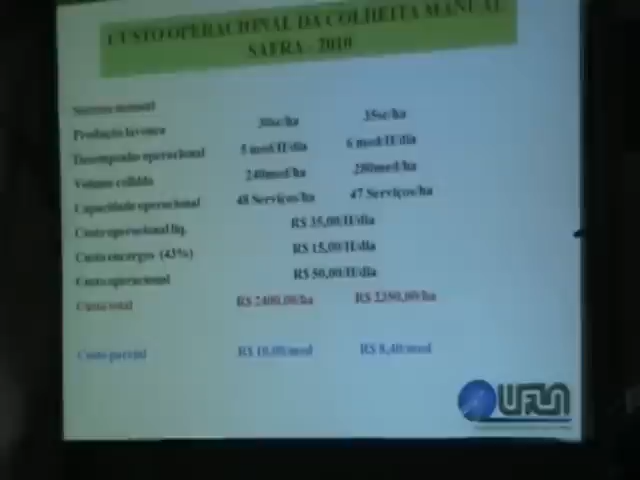 CUSTO OPERACIONAL DA COLHEITA MANUAL
SAFRA - 2010
Sistema manual
Produção lavoura 30sc/ha 35sc/ha
Desempenho operacional 5 med/H/dia 6 med/H/dia
Volume colhido 240med/ha 280med/ha
Capacidade operacional 48 Serviços/ha 47 Serviços/ha
Custo operacional liq. R$ 35,00/H/dia
Custo encargos (43%) R$ 15,00/H/dia
Custo operacional R$ 50,00/H/dia
Custo total R$ 2400,00/ha R$ 2350,00/ha
Custo parcial R$ 10,00/med R$ 8,40/med